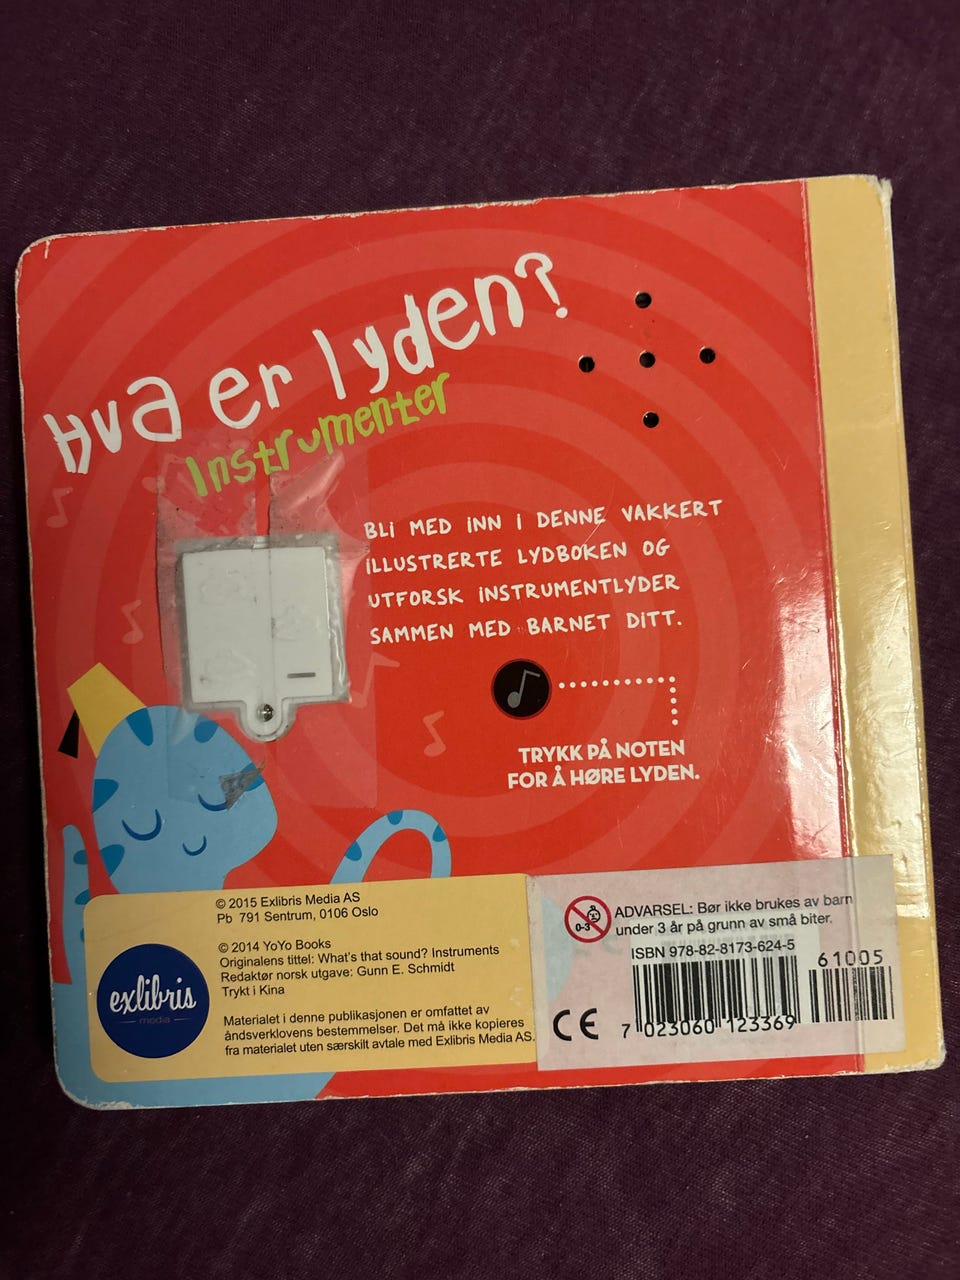 Hva er lyden?
Instrumenter
BLI MED INN I DENNE VAKKERT
ILLUSTRERTE LYDBOKEN OG
UTFORSK INSTRUMENTLYDER
SAMMEN MED BARNET DITT.
TRYKK PÅ NOTEN
FOR Å HØRE LYDEN.
© 2015 Exlibris Media AS
Pb 791 Sentrum, 0106 Oslo
© 2014 YoYo Books
Originalens tittel: What's that sound? Instruments
Redaktør norsk utgave: Gunn E. Schmidt
Trykt i Kina
Materialet i denne publikasjonen er omfattet av
åndsverklovens bestemmelser. Det må ikke kopieres
fra materialet uten særskilt avtale med Exlibris Media AS.
exlibris
media
0-3
ADVARSEL: Bør ikke brukes av barn
under 3 år på grunn av små biter.
ISBN 978-82-8173-624-5
61005
CE
7 023060 123369